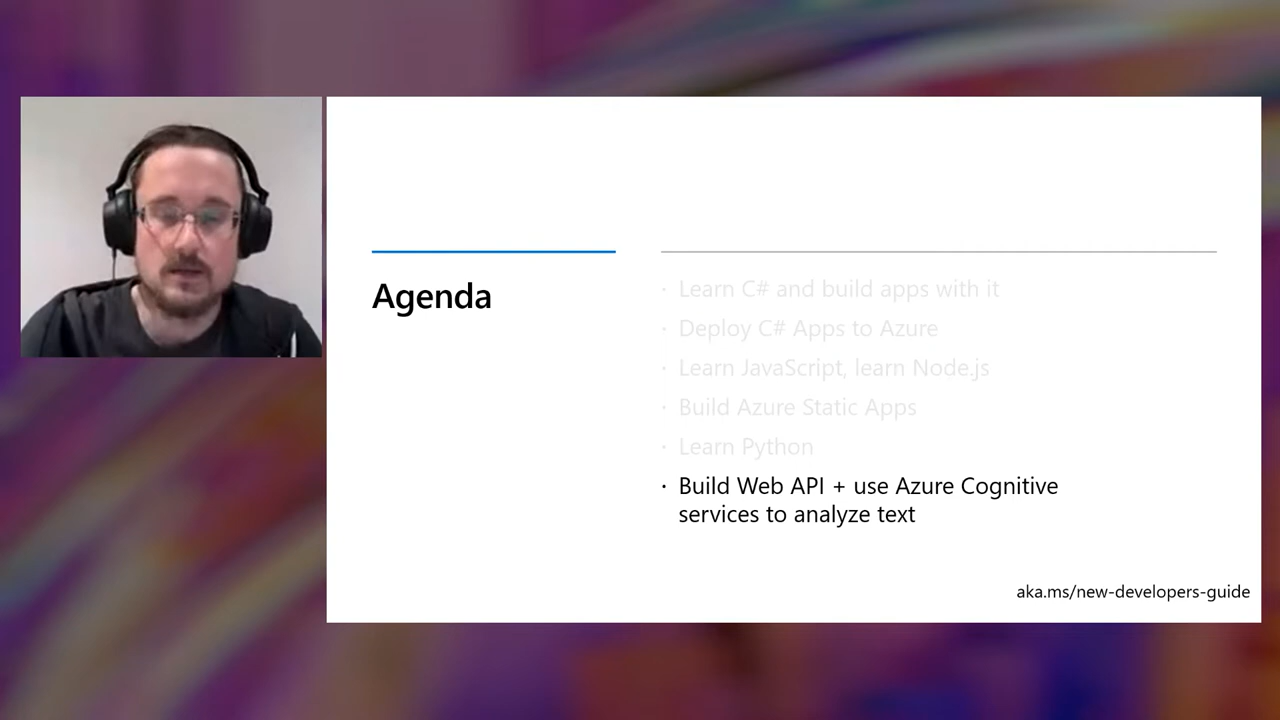 Agenda
· Learn C# and build apps with it
· Deploy C# Apps to Azure
· Learn JavaScript, learn Node.js
· Build Azure Static Apps
· Learn Python
· Build Web API + use Azure Cognitive
services to analyze text
aka.ms/new-developers-guide